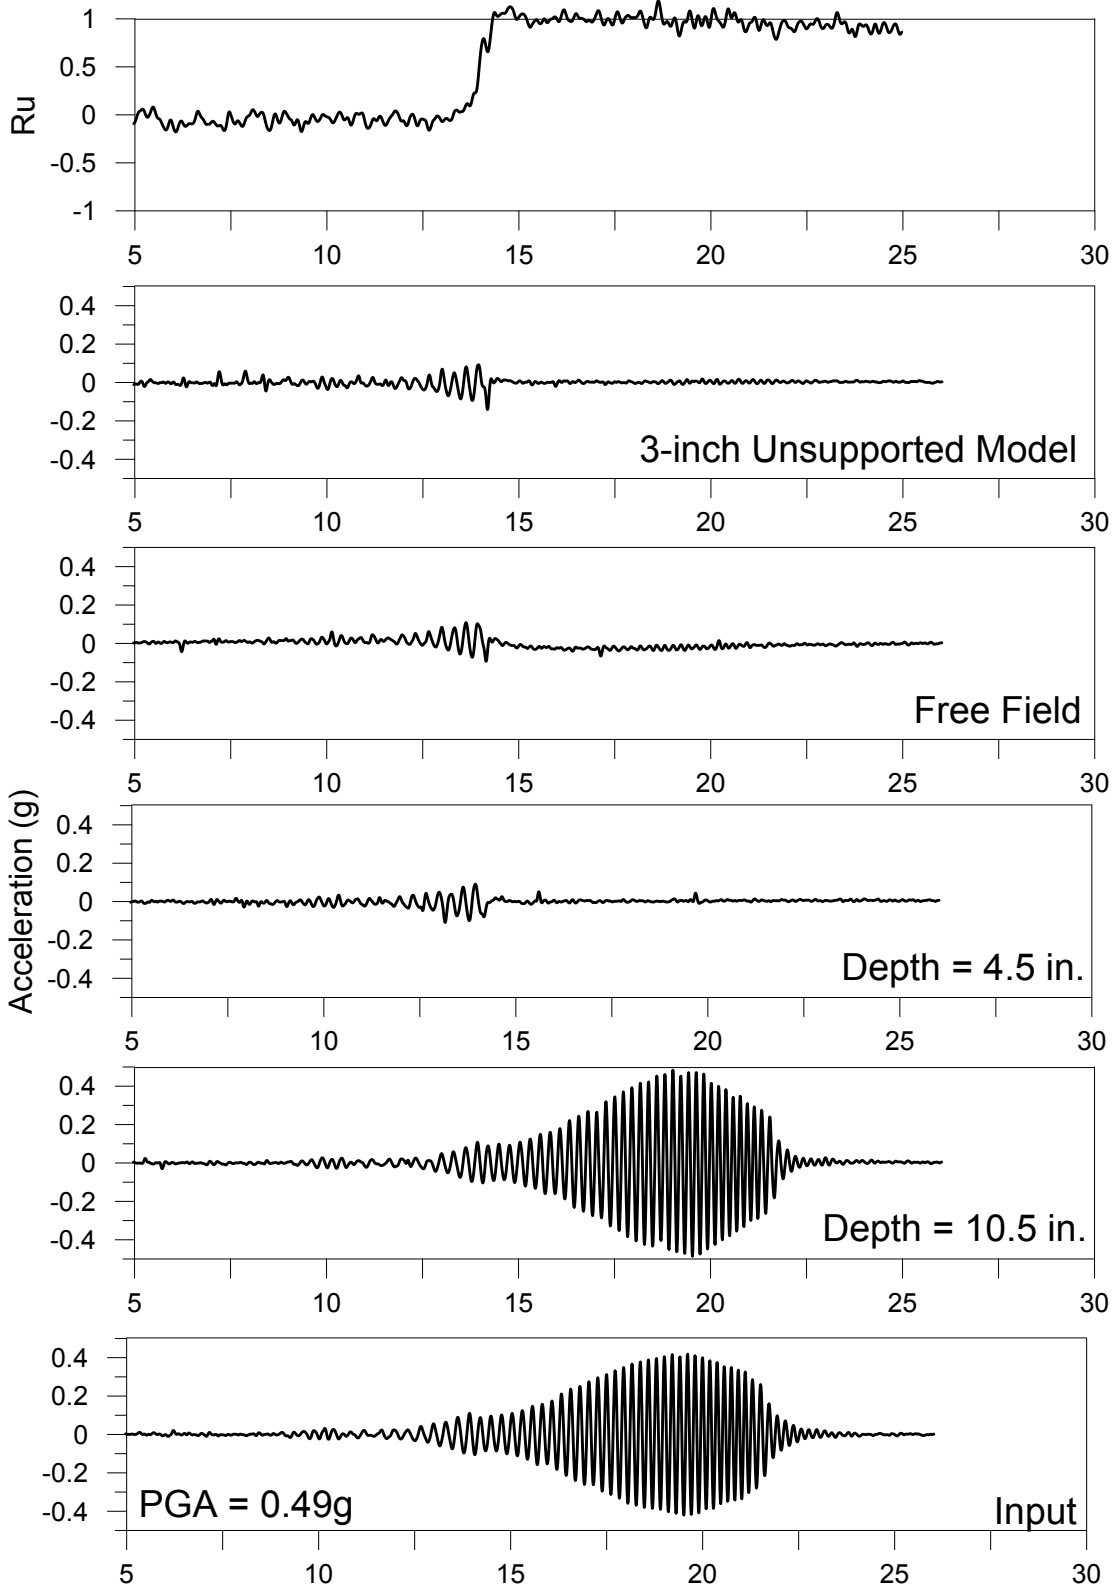 1
0.5
0
-0.5
-1
Ru
5 10 15 20 25 30
0.4
0.2
0
-0.2
-0.4
3-inch Unsupported Model
5 10 15 20 25 30
0.4
0.2
0
-0.2
-0.4
Free Field
5 10 15 20 25 30
Acceleration (g)
0.4
0.2
0
-0.2
-0.4
Depth = 4.5 in.
5 10 15 20 25 30
0.4
0.2
0
-0.2
-0.4
Depth = 10.5 in.
5 10 15 20 25 30
0.4
0.2
0
-0.2
-0.4
PGA = 0.49g
Input
5 10 15 20 25 30